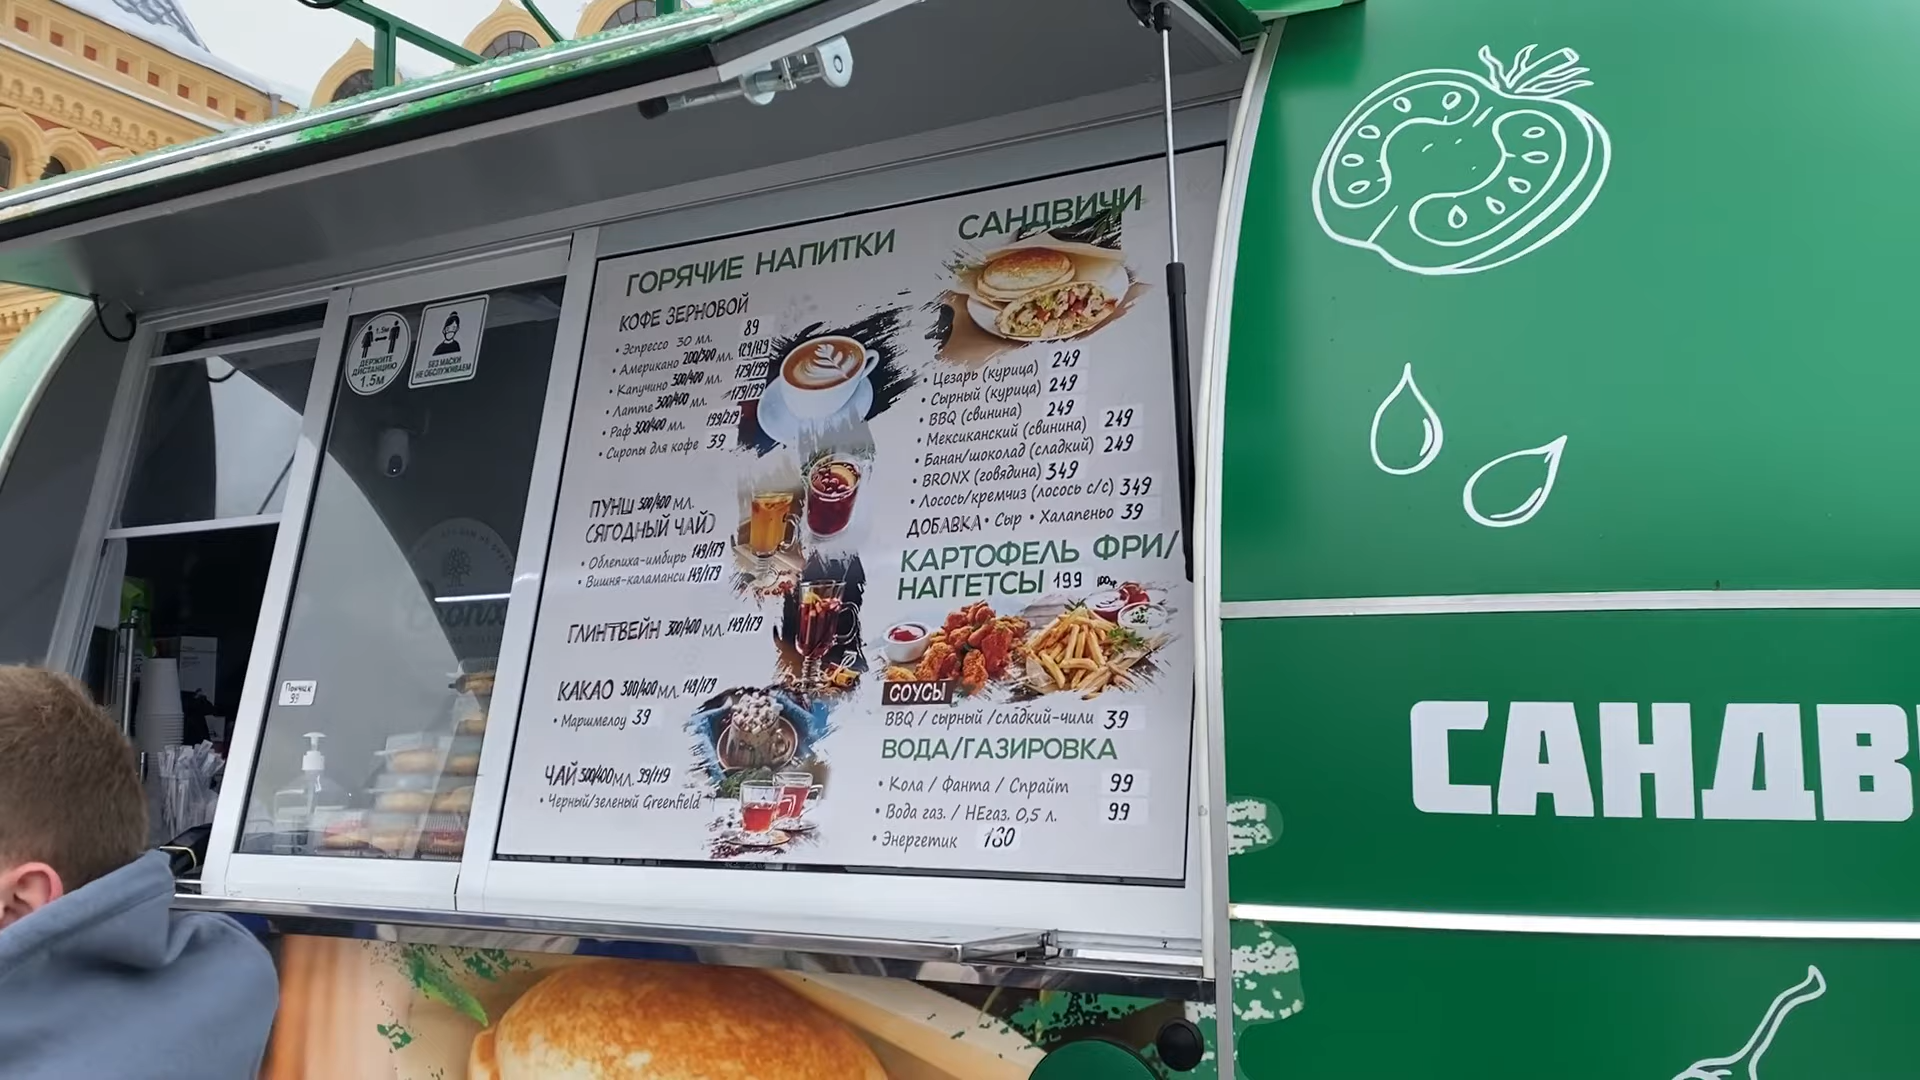 1.5м
ДЕРЖИТЕ
ДИСТАНЦИЮ
1.5м
БЕЗ МАСКИ
НЕ ОБСЛУЖИВАЕМ
Пончик
99
ГОРЯЧИЕ НАПИТКИ
КОФЕ ЗЕРНОВОЙ
• Эспрессо 30 мл. 89
• Американо 200/300 мл. 129/149
• Капучино 300/400 мл. 179/199
• Латте 300/400 мл. 179/199
• Раф 300/400 мл. 199/219
• Сиропы для кофе 39
ПУНШ 300/400 мл.
(ЯГОДНЫЙ ЧАЙ)
• Облепиха-имбирь 149/179
• Вишня-каламанси 149/179
ГЛИНТВЕЙН 300/400 мл. 149/179
КАКАО 300/400 мл. 149/179
• Маршмелоу 39
ЧАЙ 300/400 мл. 99/119
• Черный/зеленый Greenfield
САНДВИЧИ
• Цезарь (курица) 249
• Сырный (курица) 249
• BBQ (свинина) 249
• Мексиканский (свинина) 249
• Банан/шоколад (сладкий) 249
• BRONX (говядина) 349
• Лосось/кремчиз (лосось с/с) 349
ДОБАВКА • Сыр • Халапеньо 39
КАРТОФЕЛЬ ФРИ/
НАГГЕТСЫ 199 100гр
СОУСЫ
BBQ / сырный /сладкий-чили 39
ВОДА/ГАЗИРОВКА
• Кола / Фанта / Спрайт 99
• Вода газ. / НЕгаз. 0,5 л. 99
• Энергетик 180
САНДВ